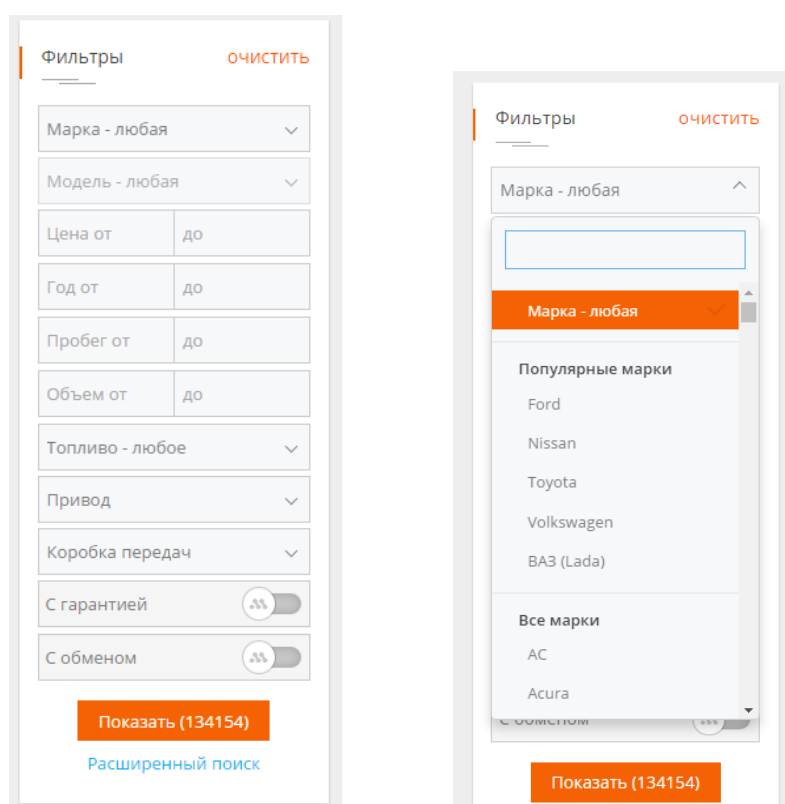 Фильтры
очистить
Марка - любая
Модель - любая
Цена от
до
Год от
до
Пробег от
до
Объем от
до
Топливо - любое
Привод
Коробка передач
С гарантией
С обменом
Показать (134154)
Расширенный поиск
Фильтры
очистить
Марка - любая
Марка - любая
Популярные марки
Ford
Nissan
Toyota
Volkswagen
ВАЗ (Lada)
Все марки
AC
Acura
С обменом
Показать (134154)